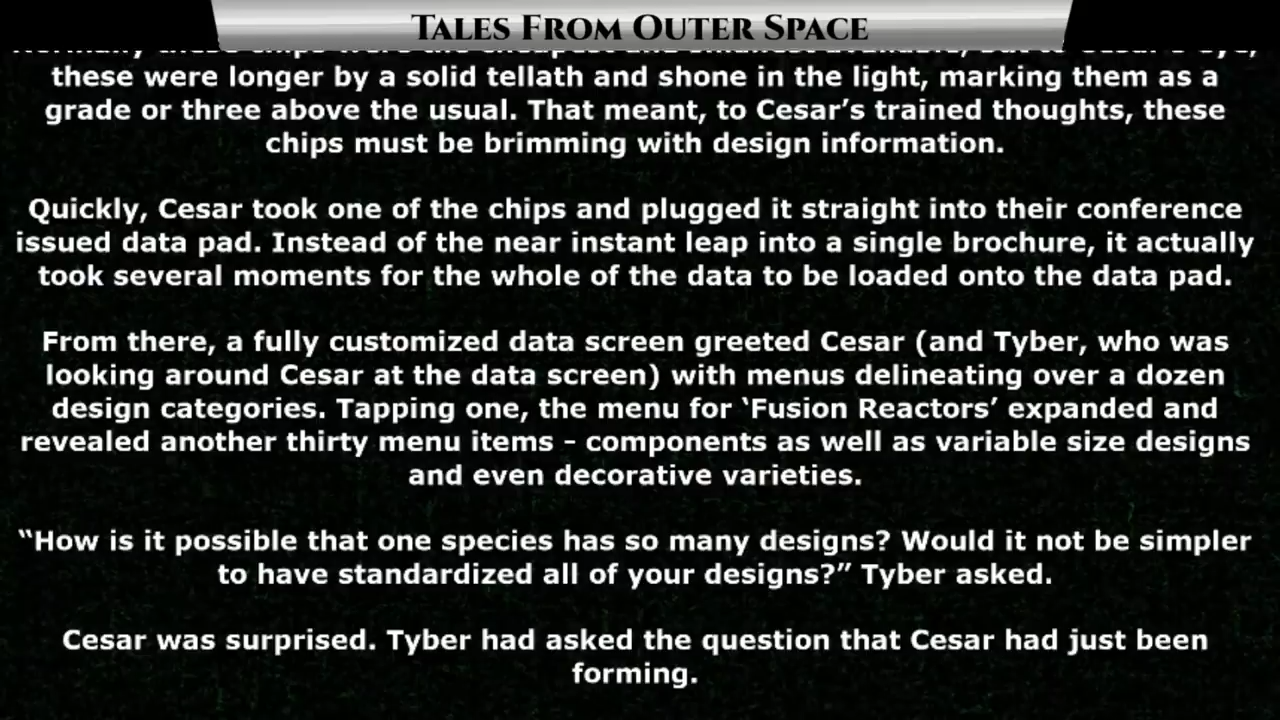 Tales From Outer Space
these were longer by a solid tellath and shone in the light, marking them as a
grade or three above the usual. That meant, to Cesar’s trained thoughts, these
chips must be brimming with design information.
Quickly, Cesar took one of the chips and plugged it straight into their conference
issued data pad. Instead of the near instant leap into a single brochure, it actually
took several moments for the whole of the data to be loaded onto the data pad.
From there, a fully customized data screen greeted Cesar (and Tyber, who was
looking around Cesar at the data screen) with menus delineating over a dozen
design categories. Tapping one, the menu for ‘Fusion Reactors’ expanded and
revealed another thirty menu items – components as well as variable size designs
and even decorative varieties.
“How is it possible that one species has so many designs? Would it not be simpler
to have standardized all of your designs?” Tyber asked.
Cesar was surprised. Tyber had asked the question that Cesar had just been
forming.